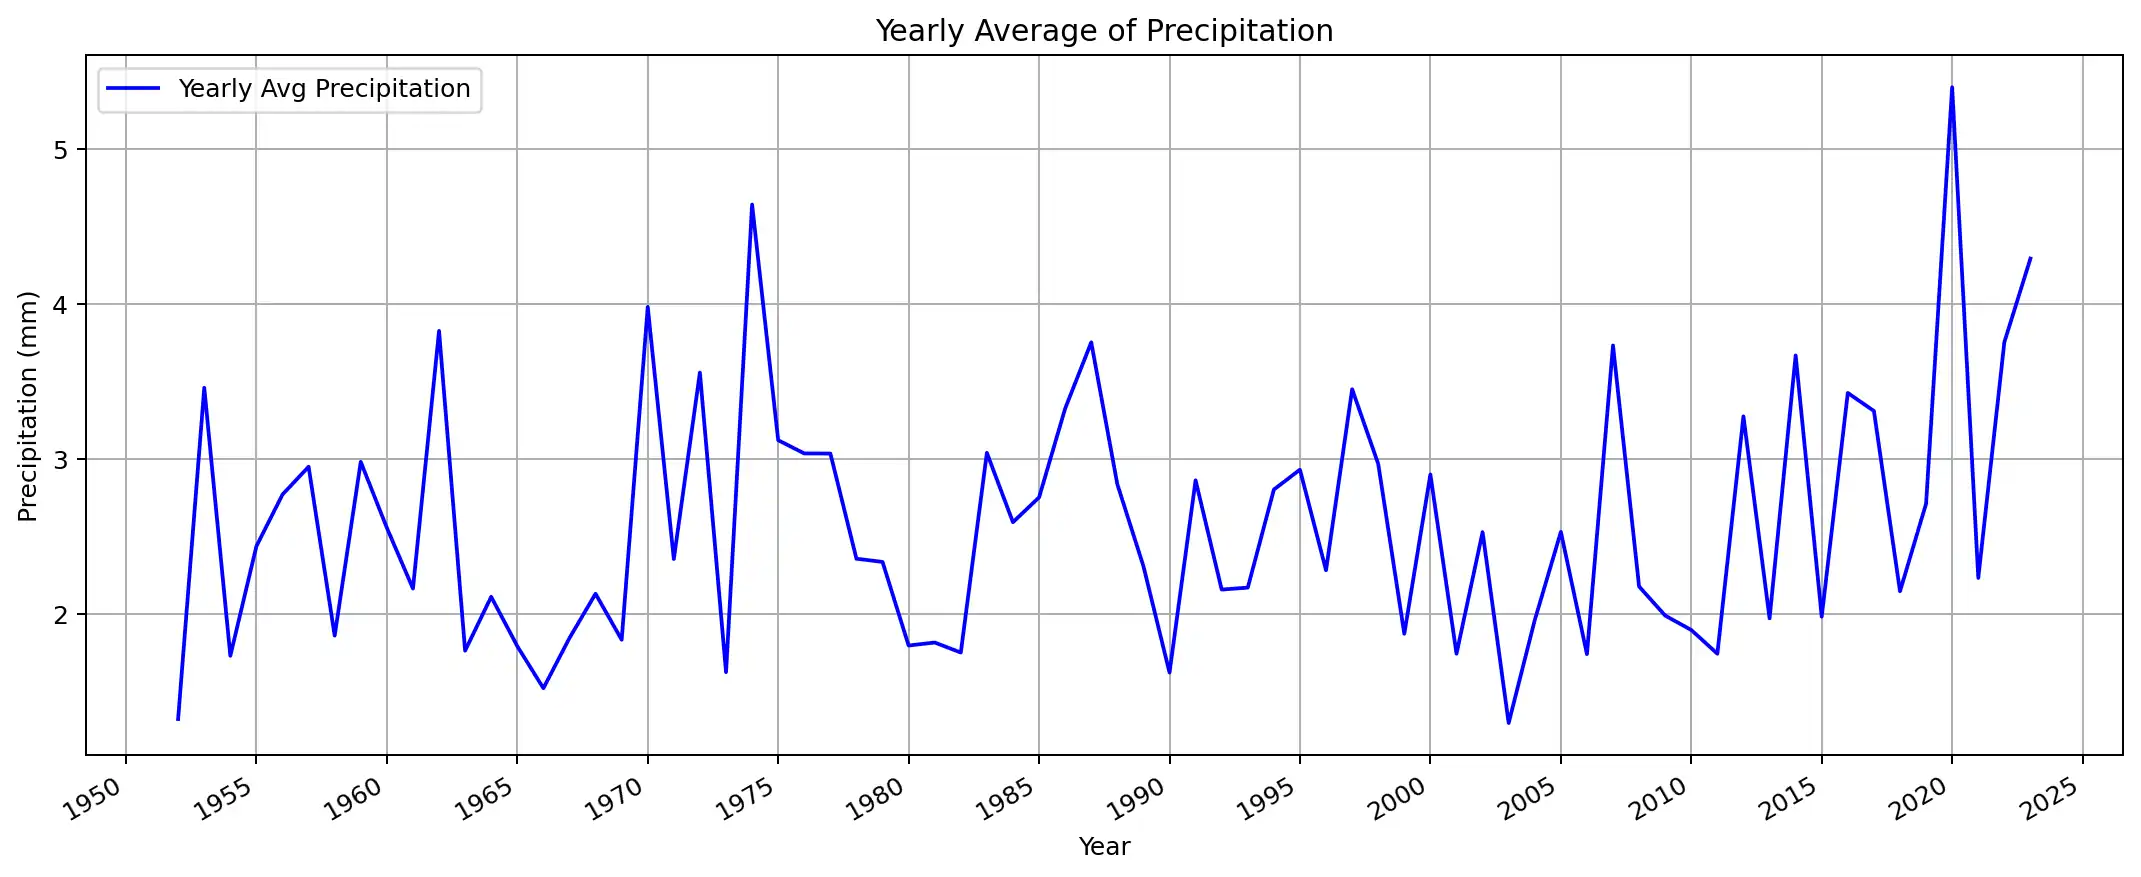 Yearly Average of Precipitation
Yearly Avg Precipitation
Precipitation (mm)
5
4
3
2
1950 1955 1960 1965 1970 1975 1980 1985 1990 1995 2000 2005 2010 2015 2020 2025
Year